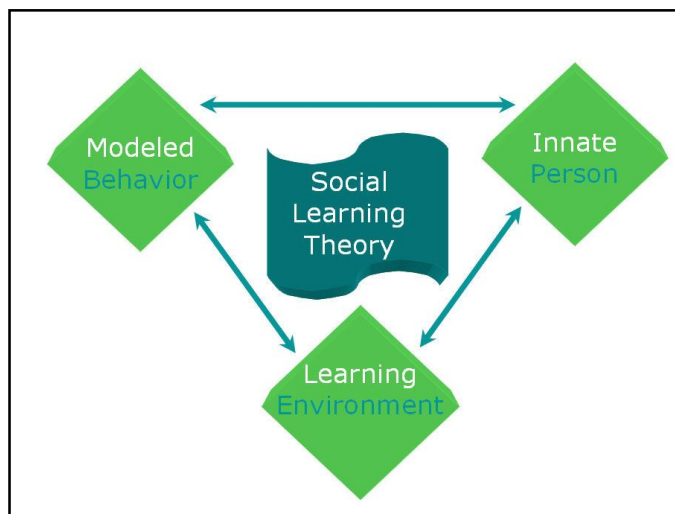 Modeled
Behavior
Innate
Person
Social
Learning
Theory
Learning
Environment